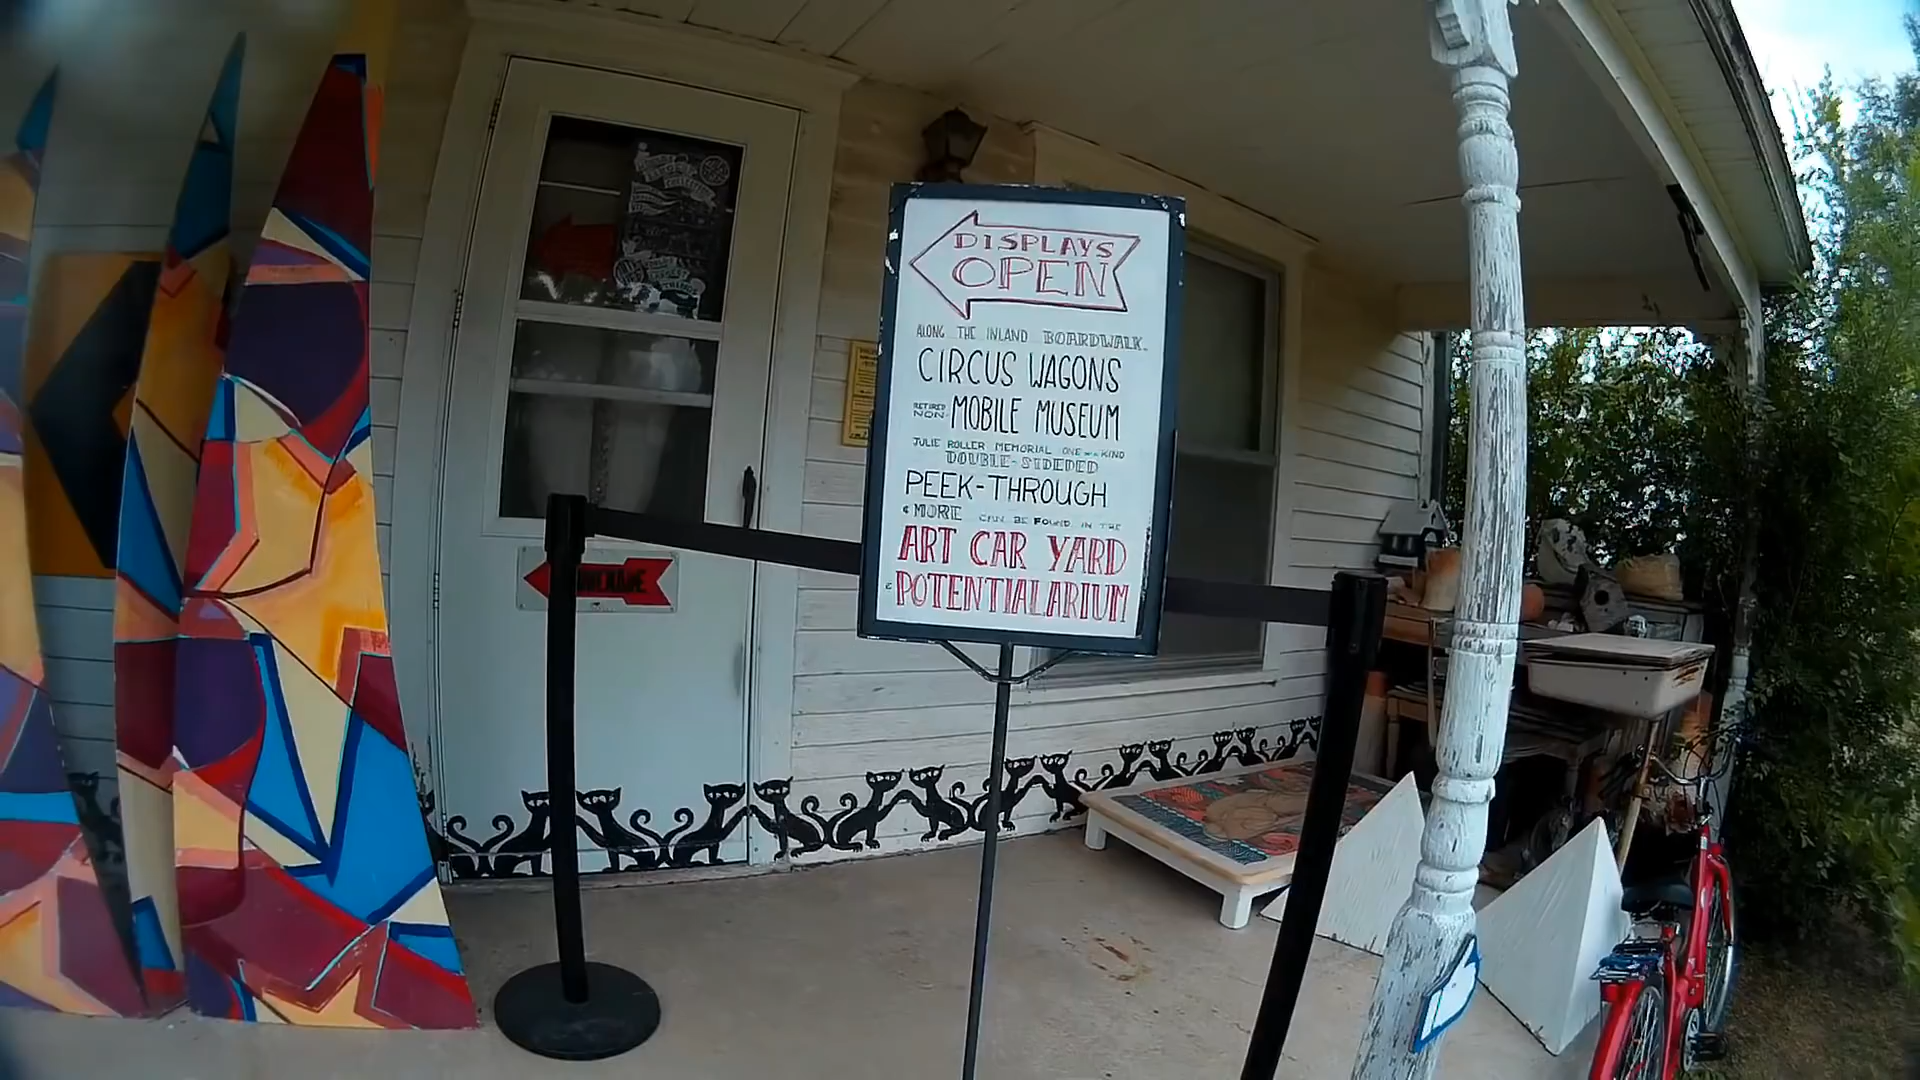 DISPLAYS
OPEN
ALONG THE INLAND BOARDWALK
CIRCUS WAGONS
RETIRED
NON- MOBILE MUSEUM
JULIE ROLLER MEMORIAL ONE OF A KIND
DOUBLE-SIDEDED
PEEK-THROUGH
& MORE CAN BE FOUND IN THE
ART CAR YARD
& POTENTIALARIUM